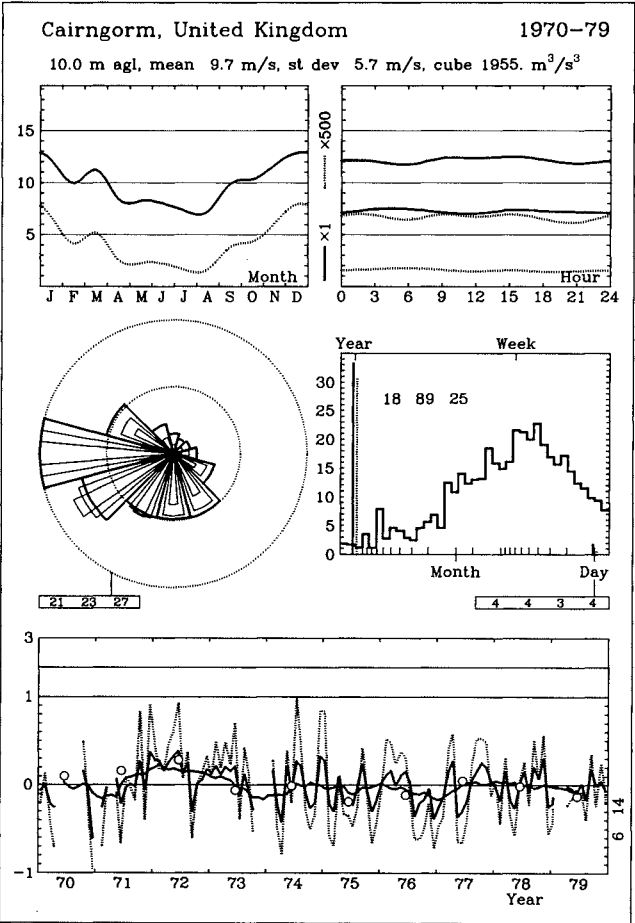 Cairngorm, United Kingdom 1970-79
10.0 m agl, mean 9.7 m/s, st dev 5.7 m/s, cube 1955. m³/s³
15
10
5
Month
J F M A M J J A S O N D
×500
×1
Hour
0 3 6 9 12 15 18 21 24
21 23 27
Year Week
35
30
25
20
15
10
5
0
18 89 25
Month Day
4 4 3 4
3
1
0
-1
70 71 72 73 74 75 76 77 78 79
Year
6 14